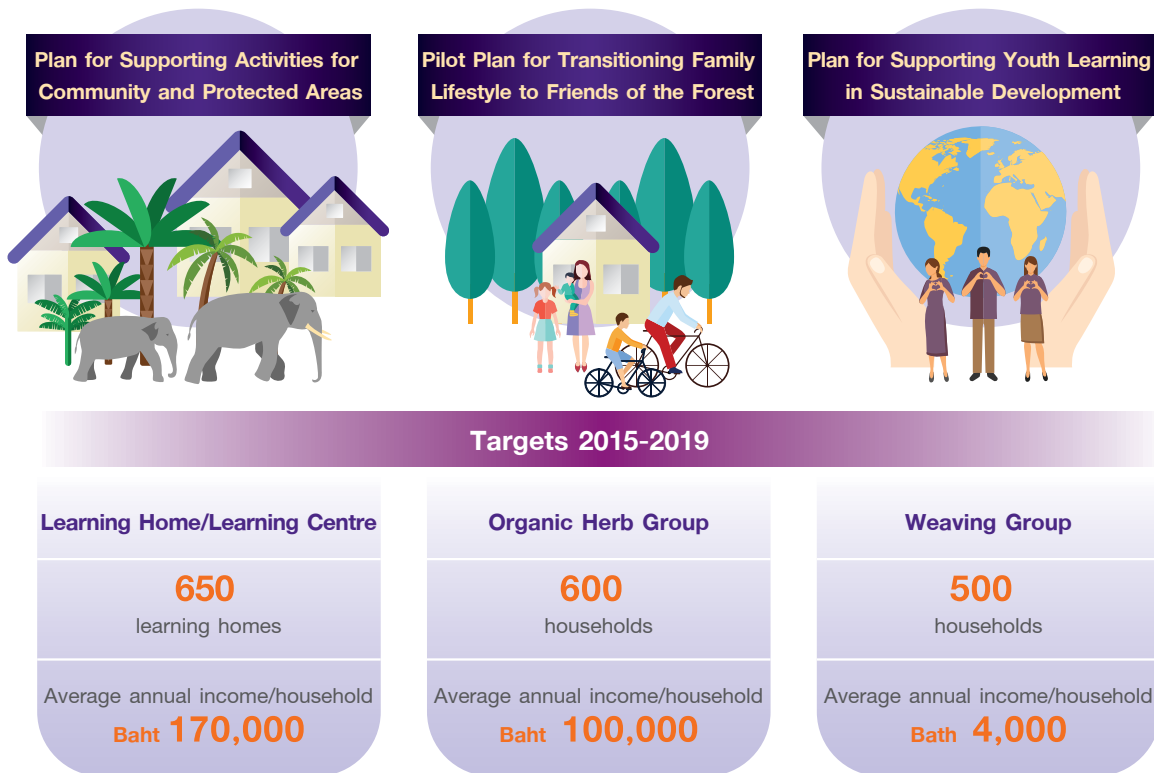 Plan for Supporting Activities for
Community and Protected Areas
Pilot Plan for Transitioning Family
Lifestyle to Friends of the Forest
Plan for Supporting Youth Learning
in Sustainable Development
Targets 2015-2019
Learning Home/Learning Centre
650
learning homes
Average annual income/household
Baht 170,000
Organic Herb Group
600
households
Average annual income/household
Baht 100,000
Weaving Group
500
households
Average annual income/household
Bath 4,000